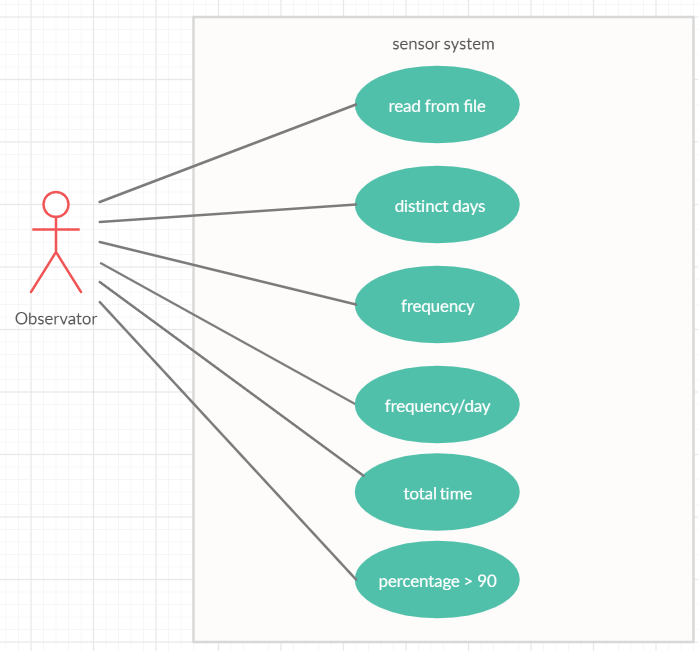 sensor system
read from file
distinct days
frequency
Observator
frequency/day
total time
percentage > 90